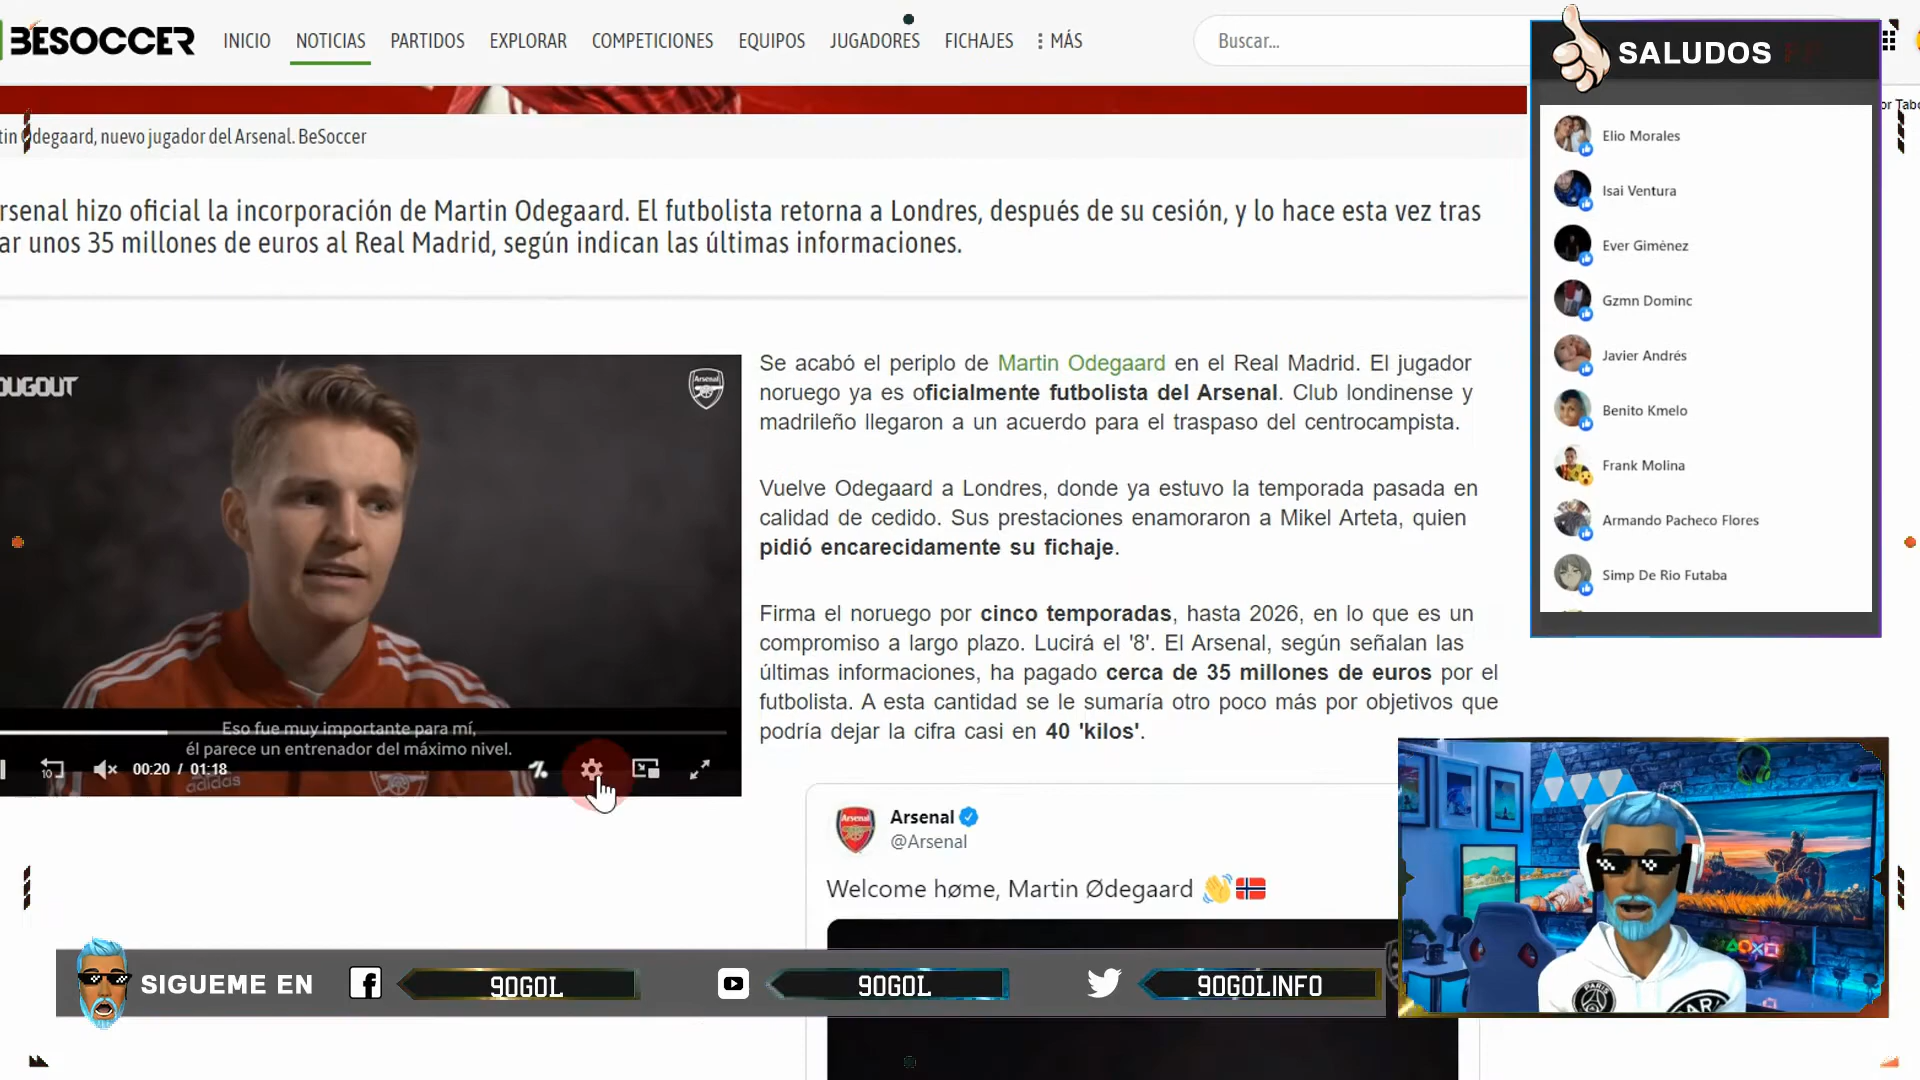 BESOCCER INICIO NOTICIAS PARTIDOS EXPLORAR COMPETICIONES EQUIPOS JUGADORES FICHAJES MÁS Buscar...
SALUDOS
tin Odegaard, nuevo jugador del Arsenal. BeSoccer
rsenal hizo oficial la incorporación de Martin Odegaard. El futbolista retorna a Londres, después de su cesión, y lo hace esta vez tras
ar unos 35 millones de euros al Real Madrid, según indican las últimas informaciones.
or Tabo
Elio Morales
Isai Ventura
Ever Giménez
Gzmn Dominc
Javier Andrés
Benito Kmelo
Frank Molina
Armando Pacheco Flores
Simp De Rio Futaba
OUGOUT
Arsenal
Se acabó el periplo de Martin Odegaard en el Real Madrid. El jugador
noruego ya es oficialmente futbolista del Arsenal. Club londinense y
madrileño llegaron a un acuerdo para el traspaso del centrocampista.
Vuelve Odegaard a Londres, donde ya estuvo la temporada pasada en
calidad de cedido. Sus prestaciones enamoraron a Mikel Arteta, quien
pidió encarecidamente su fichaje.
Firma el noruego por cinco temporadas, hasta 2026, en lo que es un
compromiso a largo plazo. Lucirá el '8'. El Arsenal, según señalan las
últimas informaciones, ha pagado cerca de 35 millones de euros por el
futbolista. A esta cantidad se le sumaría otro poco más por objetivos que
podría dejar la cifra casi en 40 'kilos'.
Eso fue muy importante para mí,
él parece un entrenador del máximo nivel.
10 00:20 / 01:18
adidas
Arsenal
Arsenal
@Arsenal
Welcome høme, Martin Ødegaard 👋🇳🇴
SIGUEME EN 90GOL 90GOL 90GOLINFO
PARIS
PAR